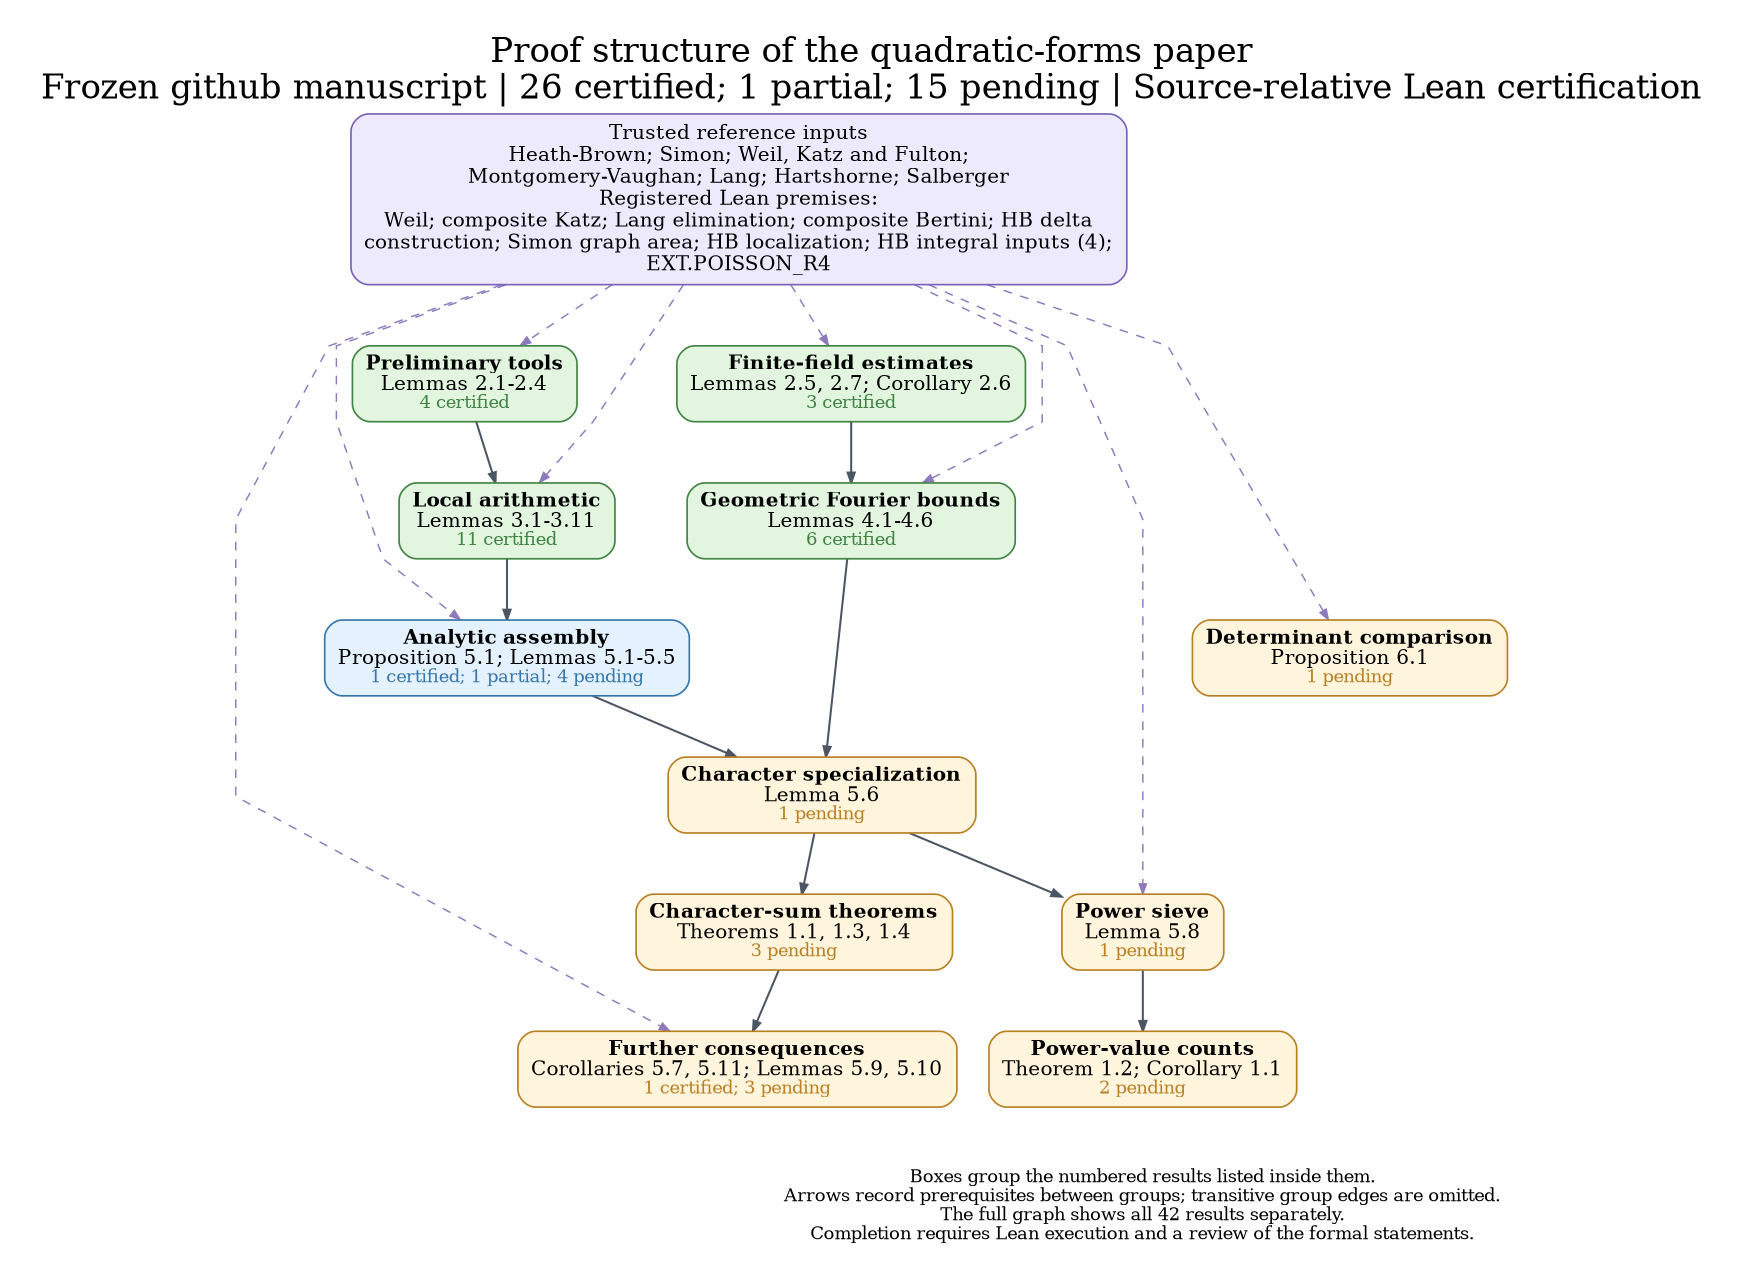 Proof structure of the quadratic-forms paper
Frozen github manuscript | 26 certified; 1 partial; 15 pending | Source-relative Lean certification
Trusted reference inputs
Heath-Brown; Simon; Weil, Katz and Fulton;
Montgomery-Vaughan; Lang; Hartshorne; Salberger
Registered Lean premises:
Weil; composite Katz; Lang elimination; composite Bertini; HB delta
construction; Simon graph area; HB localization; HB integral inputs (4);
EXT.POISSON_R4
Preliminary tools
Lemmas 2.1-2.4
4 certified
Finite-field estimates
Lemmas 2.5, 2.7; Corollary 2.6
3 certified
Local arithmetic
Lemmas 3.1-3.11
11 certified
Geometric Fourier bounds
Lemmas 4.1-4.6
6 certified
Analytic assembly
Proposition 5.1; Lemmas 5.1-5.5
1 certified; 1 partial; 4 pending
Determinant comparison
Proposition 6.1
1 pending
Character specialization
Lemma 5.6
1 pending
Character-sum theorems
Theorems 1.1, 1.3, 1.4
3 pending
Power sieve
Lemma 5.8
1 pending
Further consequences
Corollaries 5.7, 5.11; Lemmas 5.9, 5.10
1 certified; 3 pending
Power-value counts
Theorem 1.2; Corollary 1.1
2 pending
Boxes group the numbered results listed inside them.
Arrows record prerequisites between groups; transitive group edges are omitted.
The full graph shows all 42 results separately.
Completion requires Lean execution and a review of the formal statements.